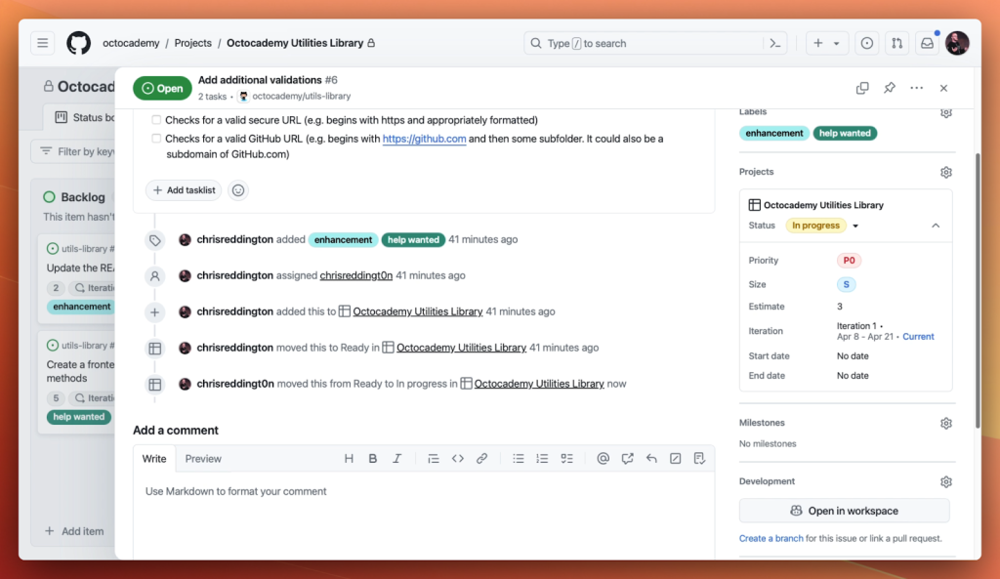 octocademy / Projects / Octocademy Utilities Library
Type / to search
Octocad
Status bo
Filter by keyw
Backlog
This item hasn't
utils-library #
Update the REA
2 Iteratio
enhancement
utils-library #
Create a fronte
methods
5 Iteratio
help wanted
Add item
Open
Add additional validations #6
2 tasks · octocademy/utils-library
Checks for a valid secure URL (e.g. begins with https and appropriately formatted)
Checks for a valid GitHub URL (e.g. begins with https://github.com and then some subfolder. It could also be a
subdomain of GitHub.com)
Add tasklist
chrisreddington added enhancement help wanted 41 minutes ago
chrisreddington assigned chrisreddingt0n 41 minutes ago
chrisreddington added this to Octocademy Utilities Library 41 minutes ago
chrisreddington moved this to Ready in Octocademy Utilities Library 41 minutes ago
chrisreddingt0n moved this from Ready to In progress in Octocademy Utilities Library now
Add a comment
Write Preview
Use Markdown to format your comment
Labels
enhancement help wanted
Projects
Octocademy Utilities Library
Status In progress
Priority P0
Size S
Estimate 3
Iteration Iteration 1 •
Apr 8 - Apr 21 • Current
Start date No date
End date No date
Milestones
No milestones
Development
Open in workspace
Create a branch for this issue or link a pull request.